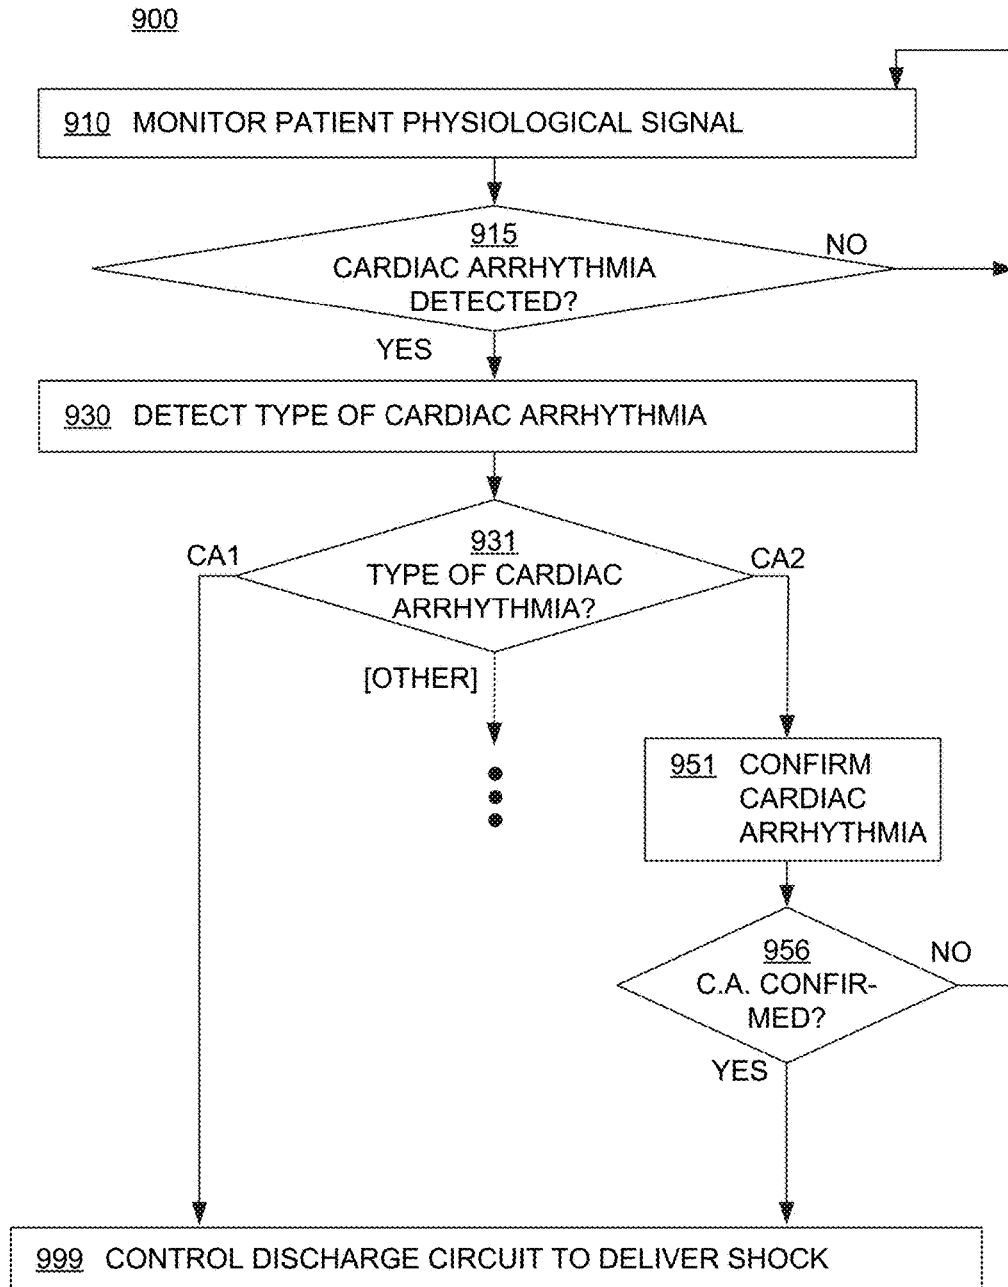 900
910 MONITOR PATIENT PHYSIOLOGICAL SIGNAL
915
CARDIAC ARRHYTHMIA
DETECTED?
NO
YES
930 DETECT TYPE OF CARDIAC ARRHYTHMIA
931
TYPE OF CARDIAC
ARRHYTHMIA?
CA1
CA2
[OTHER]
951 CONFIRM
CARDIAC
ARRHYTHMIA
956
C.A. CONFIR-
MED?
NO
YES
999 CONTROL DISCHARGE CIRCUIT TO DELIVER SHOCK